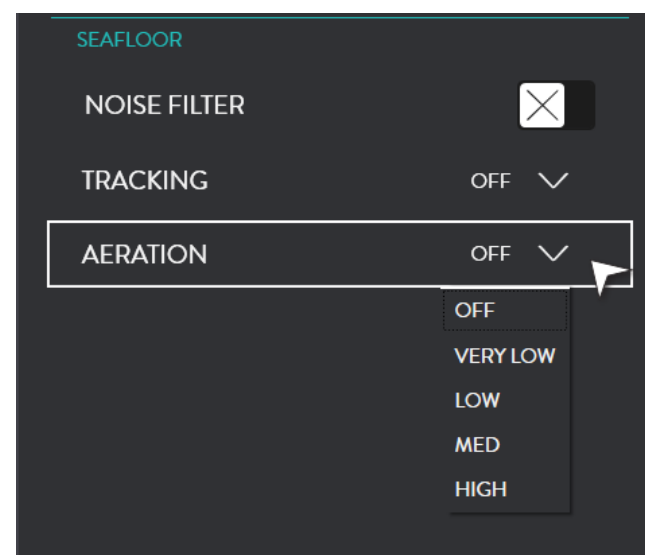 SEAFLOOR
NOISE FILTER
TRACKING OFF
AERATION OFF
OFF
VERY LOW
LOW
MED
HIGH